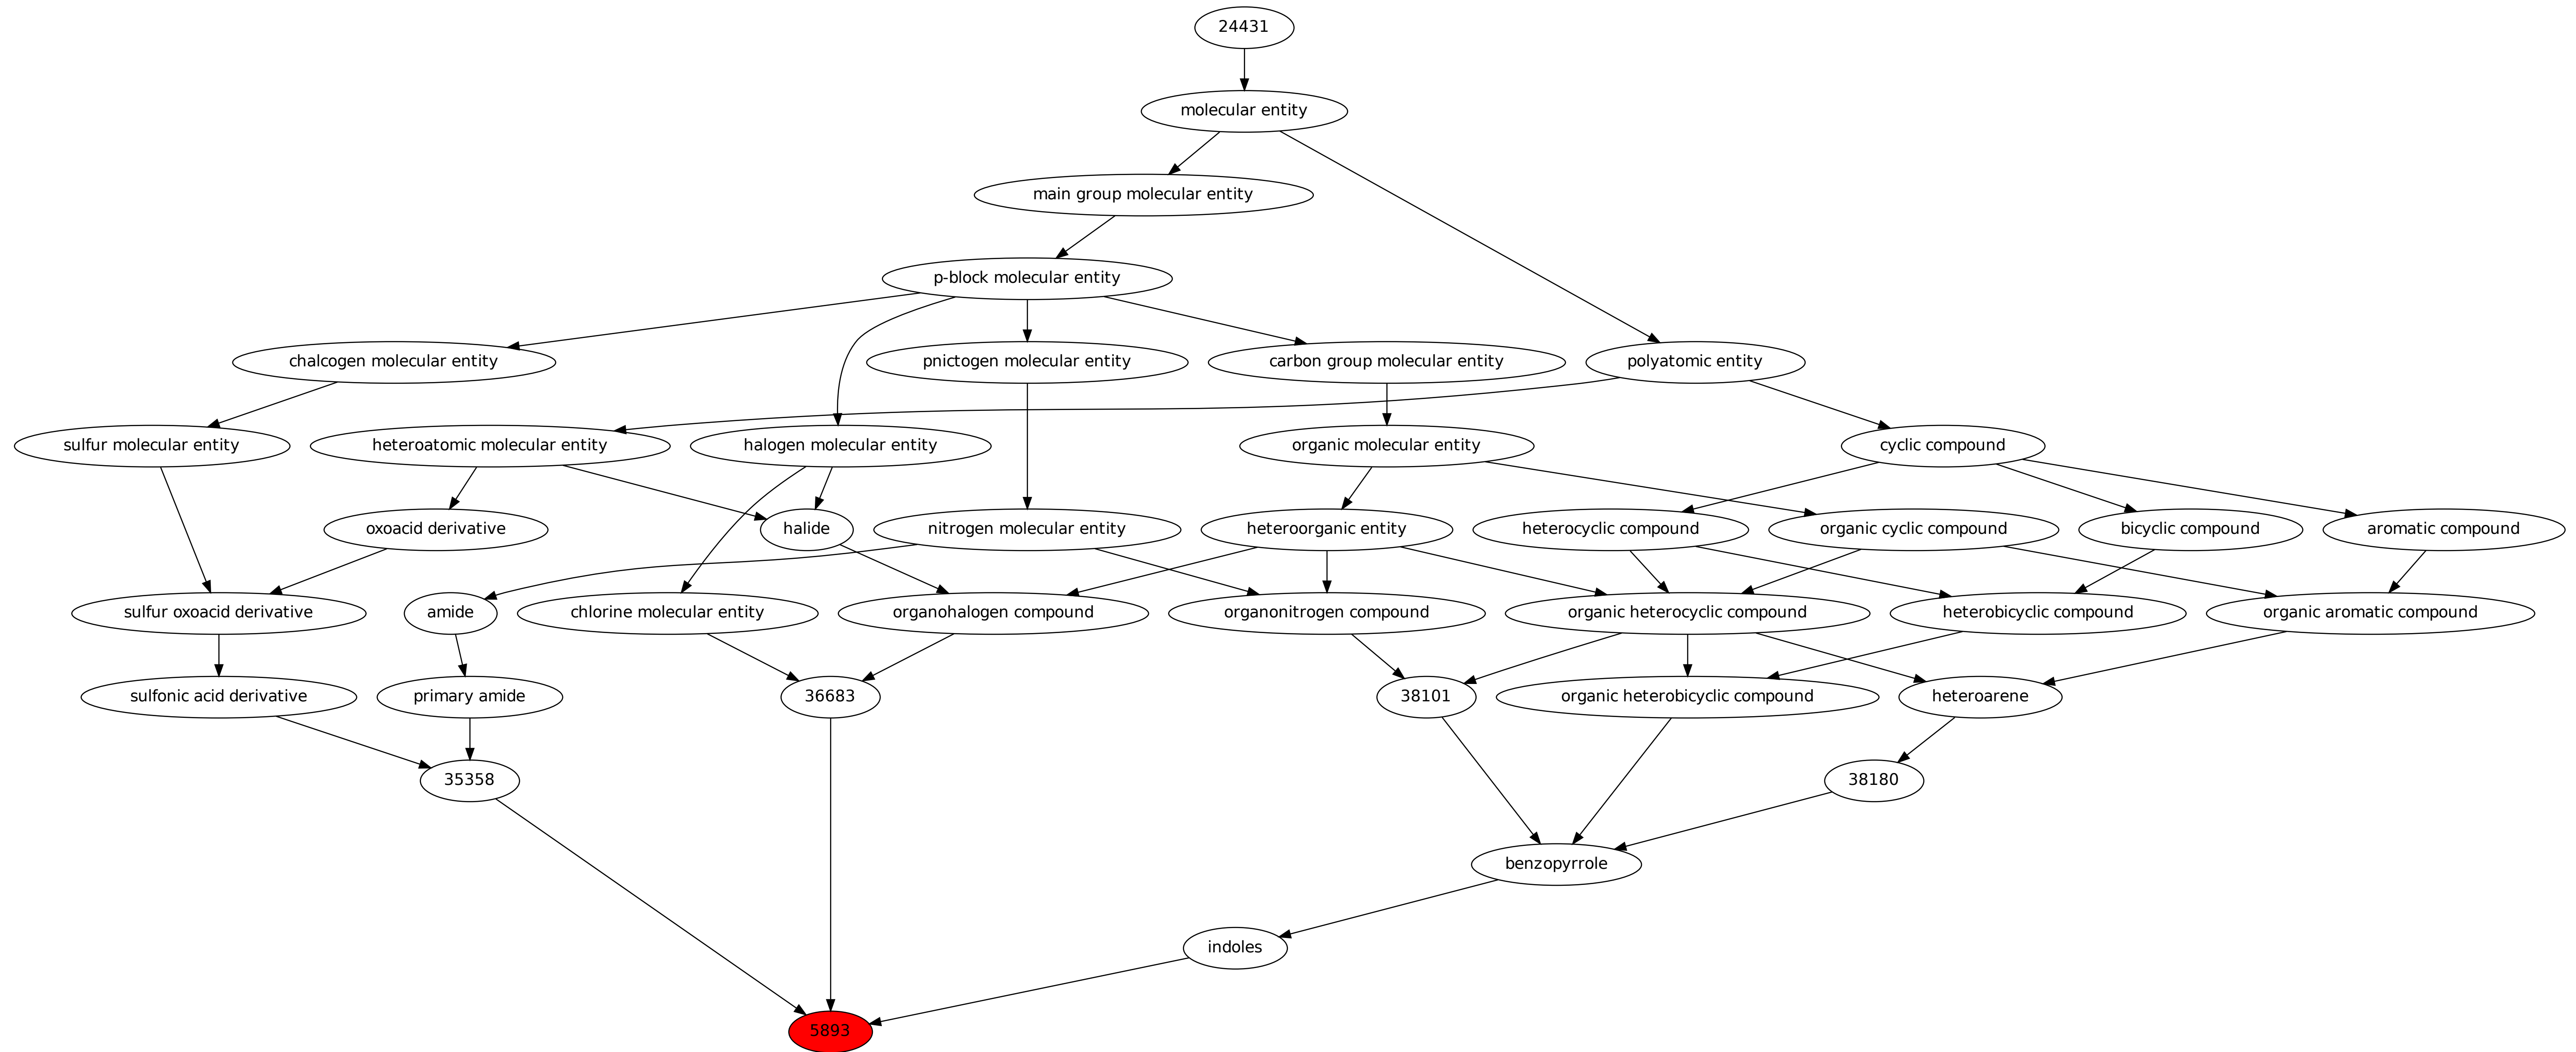 24431
molecular entity
main group molecular entity
p-block molecular entity
chalcogen molecular entity
pnictogen molecular entity
carbon group molecular entity
polyatomic entity
sulfur molecular entity
heteroatomic molecular entity
halogen molecular entity
organic molecular entity
cyclic compound
oxoacid derivative
halide
nitrogen molecular entity
heteroorganic entity
heterocyclic compound
organic cyclic compound
bicyclic compound
aromatic compound
sulfur oxoacid derivative
amide
chlorine molecular entity
organohalogen compound
organonitrogen compound
organic heterocyclic compound
heterobicyclic compound
organic aromatic compound
sulfonic acid derivative
primary amide
36683
38101
organic heterobicyclic compound
heteroarene
35358
38180
benzopyrrole
indoles
5893